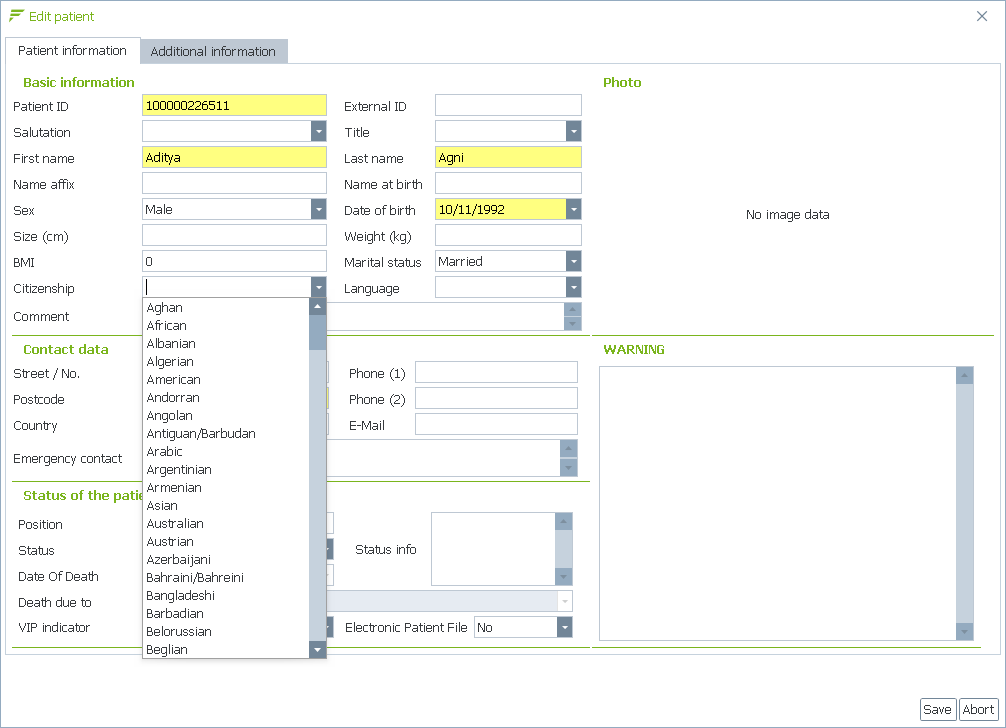 Edit patient
Patient information
Additional information
Basic information
Photo
Patient ID 100000226511 External ID
Salutation Title
First name Aditya Last name Agni
Name affix Name at birth
Sex Male Date of birth 10/11/1992
No image data
Size (cm) Weight (kg)
BMI 0 Marital status Married
Citizenship Language
Comment
Aghan
African
Albanian
Algerian
American
Andorran
Angolan
Antiguan/Barbudan
Arabic
Argentinian
Armenian
Asian
Australian
Austrian
Azerbaijani
Bahraini/Bahreini
Bangladeshi
Barbadian
Belorussian
Beglian
Contact data
WARNING
Street / No. Phone (1)
Postcode Phone (2)
Country E-Mail
Emergency contact
Status of the patie
Position
Status Status info
Date Of Death
Death due to
VIP indicator Electronic Patient File No
Save Abort